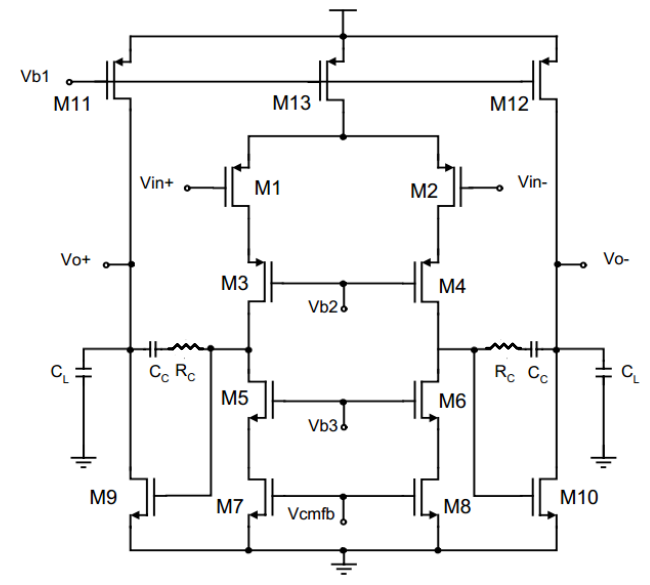 Vb1
M11 M13 M12
Vin+ M1 M2 Vin-
Vo+ Vo-
M3 M4
Vb2
C_L C_C R_C R_C C_C C_L
M5 M6
Vb3
M9 M7 Vcmfb M8 M10